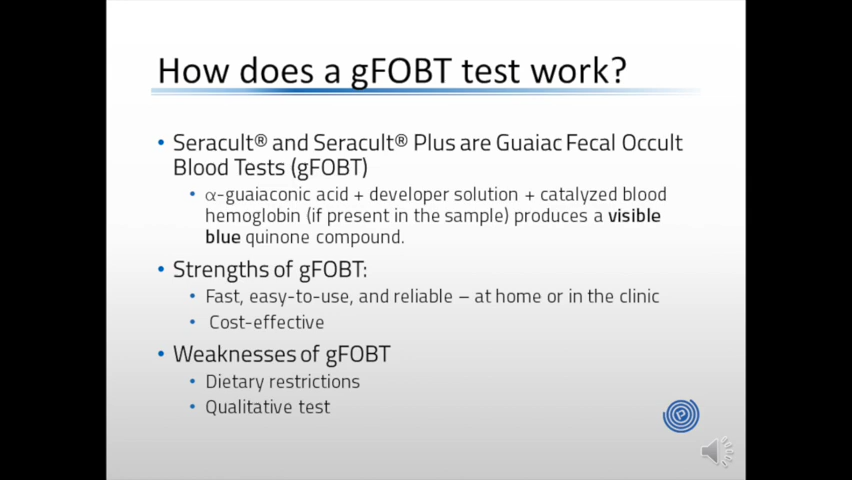 How does a gFOBT test work?
• Seracult® and Seracult® Plus are Guaiac Fecal Occult
Blood Tests (gFOBT)
• α-guaiaconic acid + developer solution + catalyzed blood
hemoglobin (if present in the sample) produces a visible
blue quinone compound.
• Strengths of gFOBT:
• Fast, easy-to-use, and reliable – at home or in the clinic
• Cost-effective
• Weaknesses of gFOBT
• Dietary restrictions
• Qualitative test
P